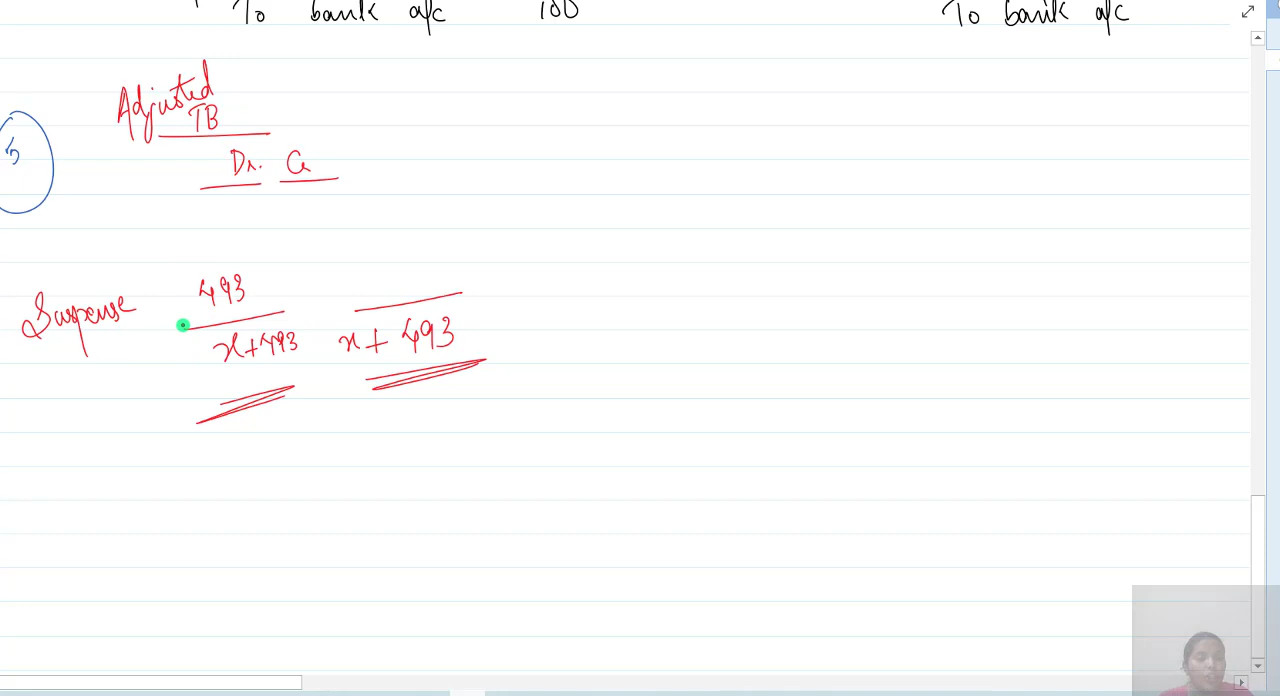 To bank a/c 100 To bank a/c
Adjusted
TB
5
Dr. Cr
493
Suspense
x+493 x+ 493